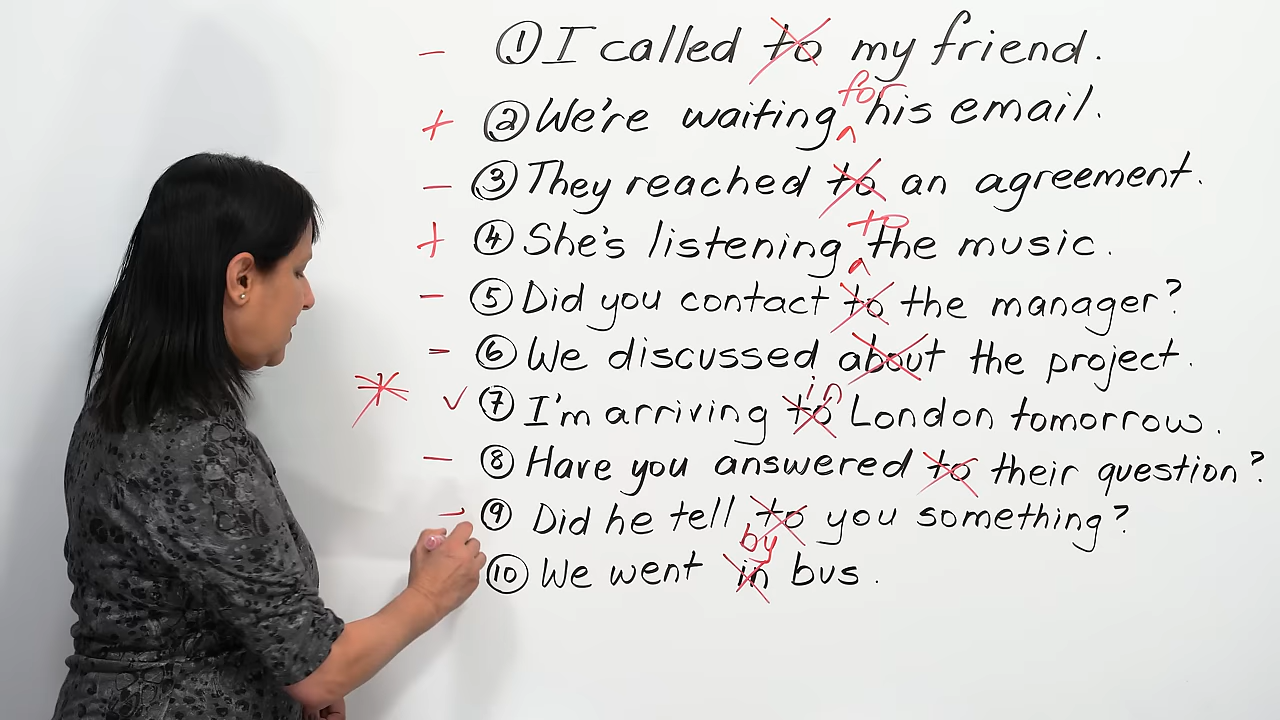 - ① I called to my friend.
+ ② We're waiting for his email.
- ③ They reached to an agreement.
+ ④ She's listening to the music.
- ⑤ Did you contact to the manager?
- ⑥ We discussed about the project.
* ✓ ⑦ I'm arriving to in London tomorrow.
- ⑧ Have you answered to their question?
- ⑨ Did he tell to you something?
⑩ We went in by bus.